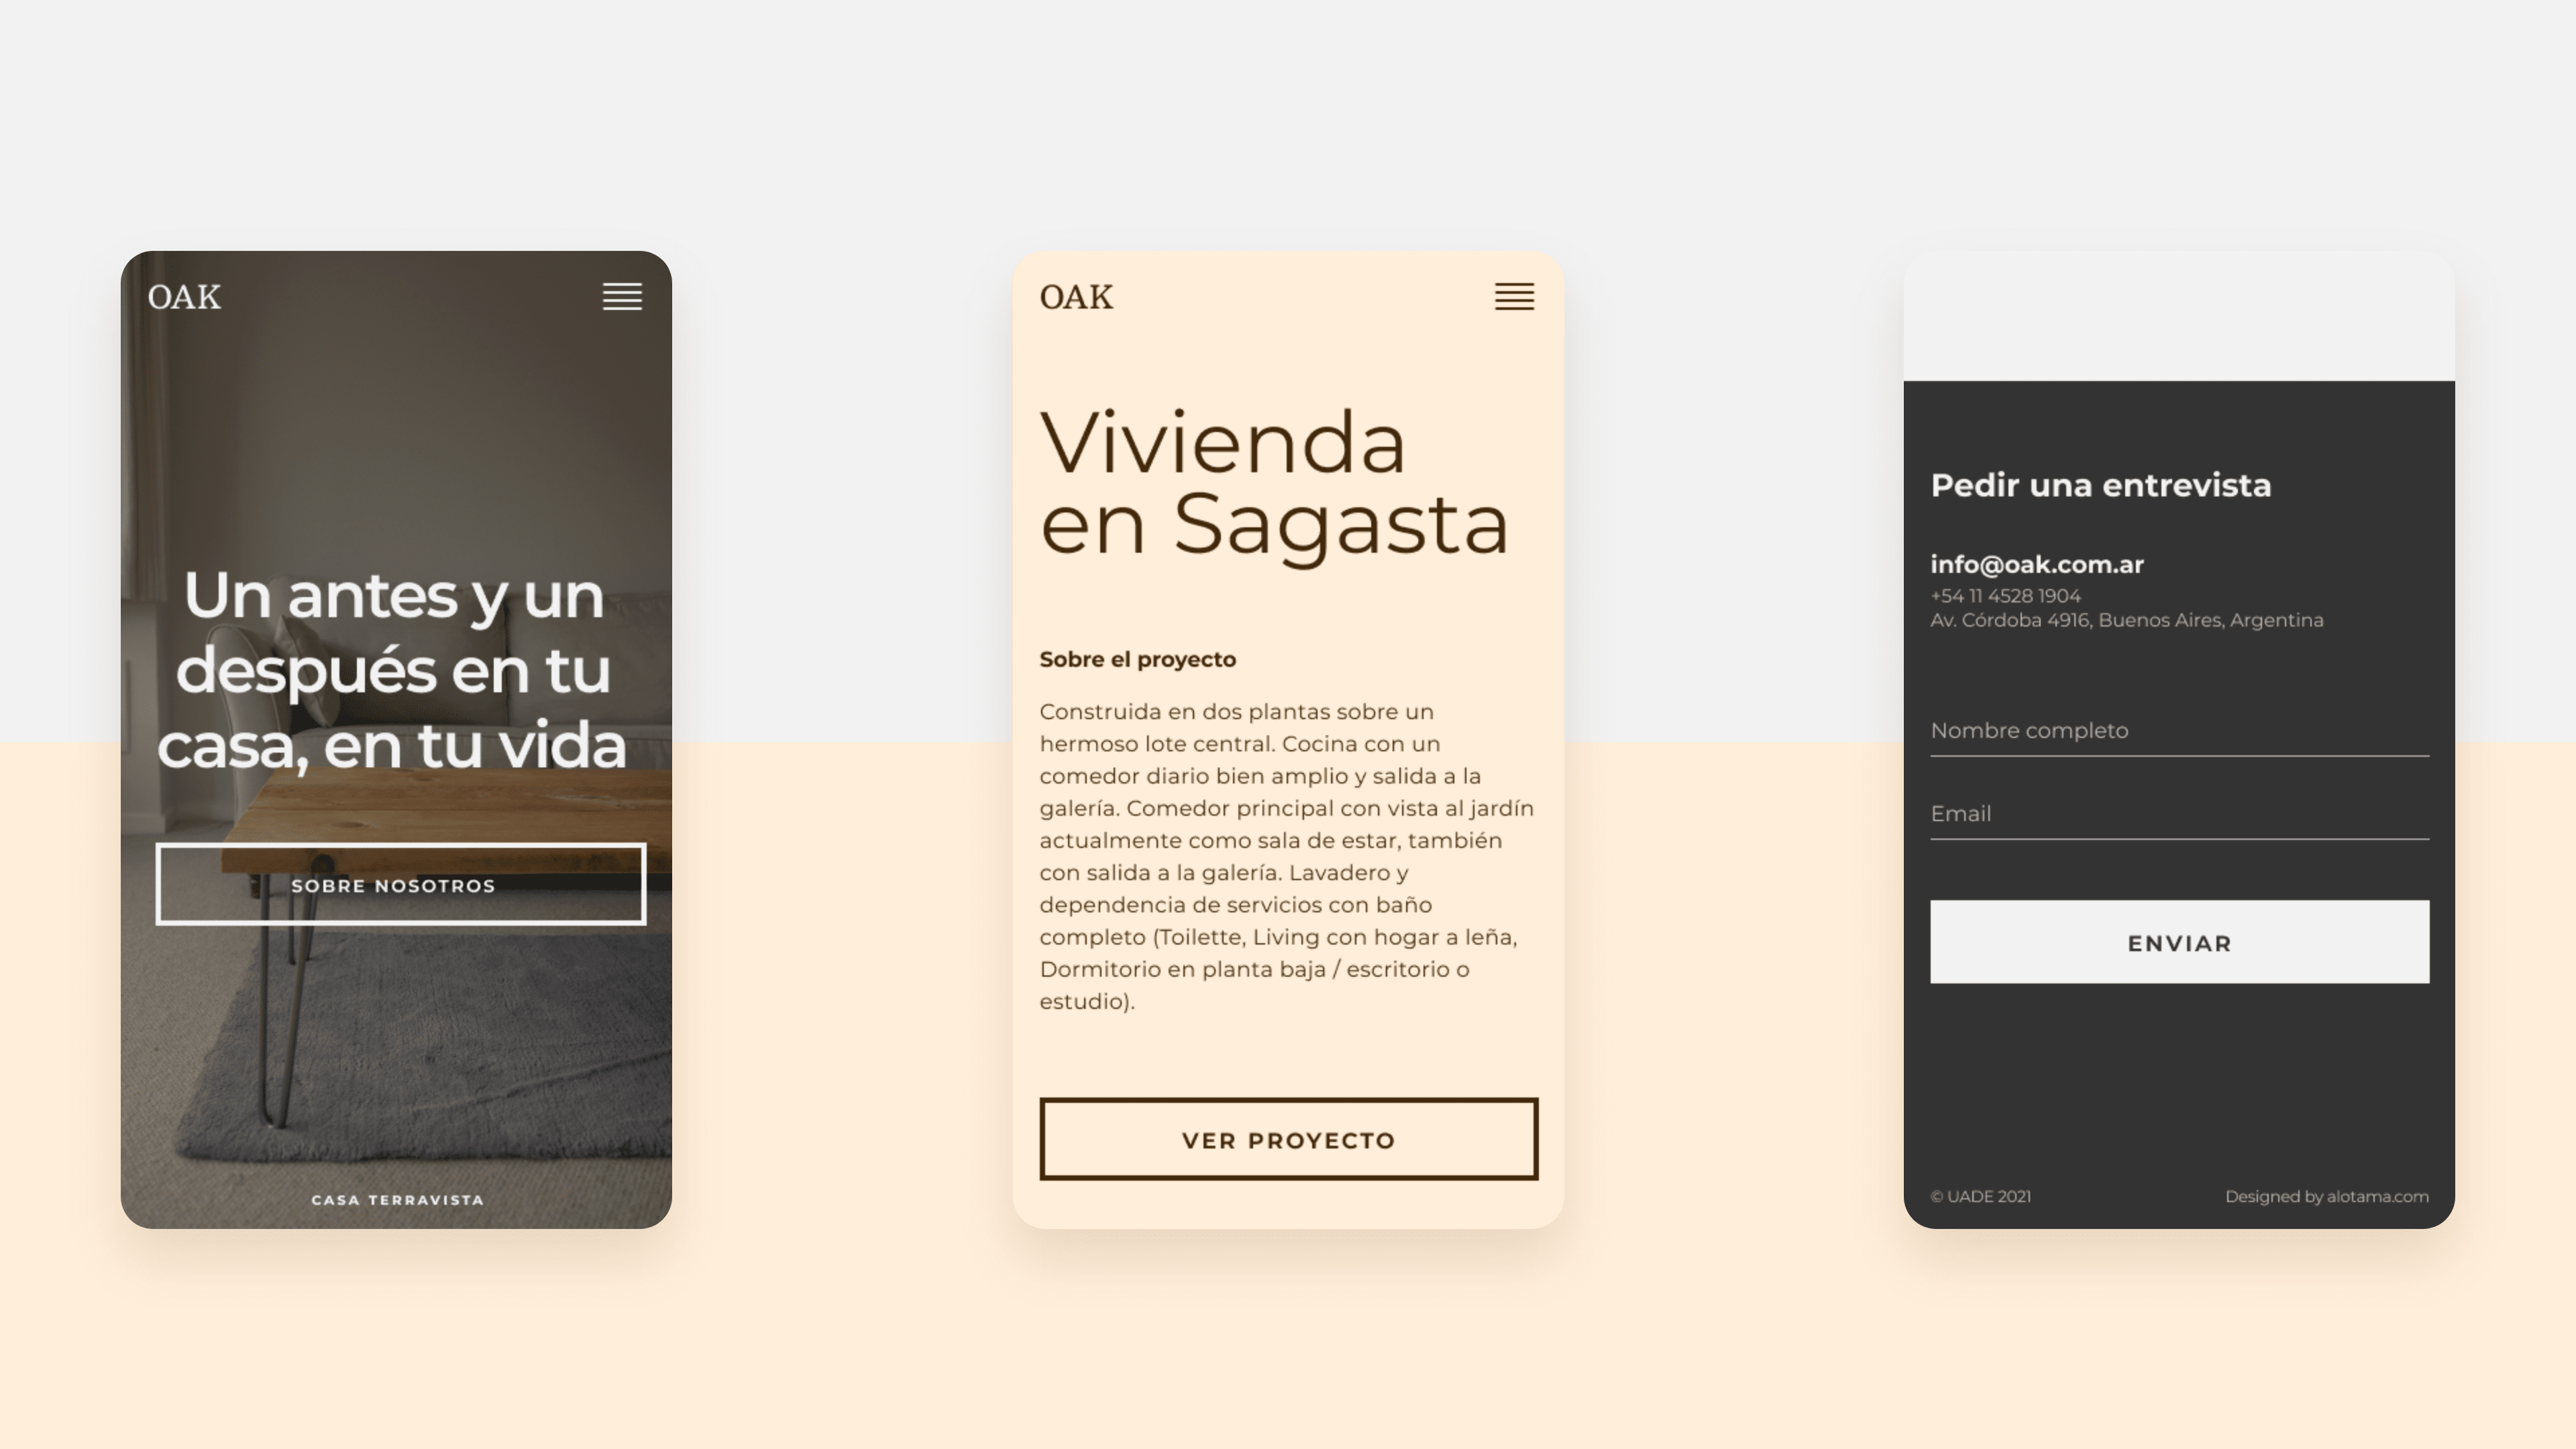 OAK
Un antes y un
después en tu
casa, en tu vida
SOBRE NOSOTROS
CASA TERRAVISTA
OAK
Vivienda
en Sagasta
Sobre el proyecto
Construida en dos plantas sobre un
hermoso lote central. Cocina con un
comedor diario bien amplio y salida a la
galería. Comedor principal con vista al jardín
actualmente como sala de estar, también
con salida a la galería. Lavadero y
dependencia de servicios con baño
completo (Toilette, Living con hogar a leña,
Dormitorio en planta baja / escritorio o
estudio).
VER PROYECTO
Pedir una entrevista
info@oak.com.ar
+54 11 4528 1904
Av. Córdoba 4916, Buenos Aires, Argentina
Nombre completo
Email
ENVIAR
© UADE 2021
Designed by alotama.com